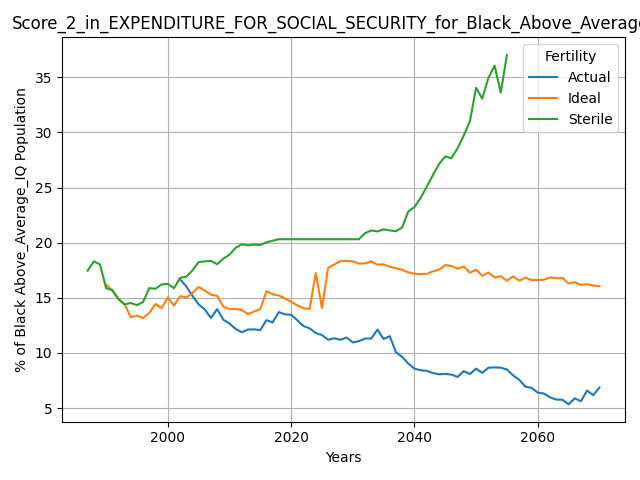 Score_2_in_EXPENDITURE_FOR_SOCIAL_SECURITY_for_Black_Above_Average
Fertility
Actual
Ideal
Sterile
% of Black Above_Average_IQ Population
35
30
25
20
15
10
5
2000 2020 2040 2060
Years